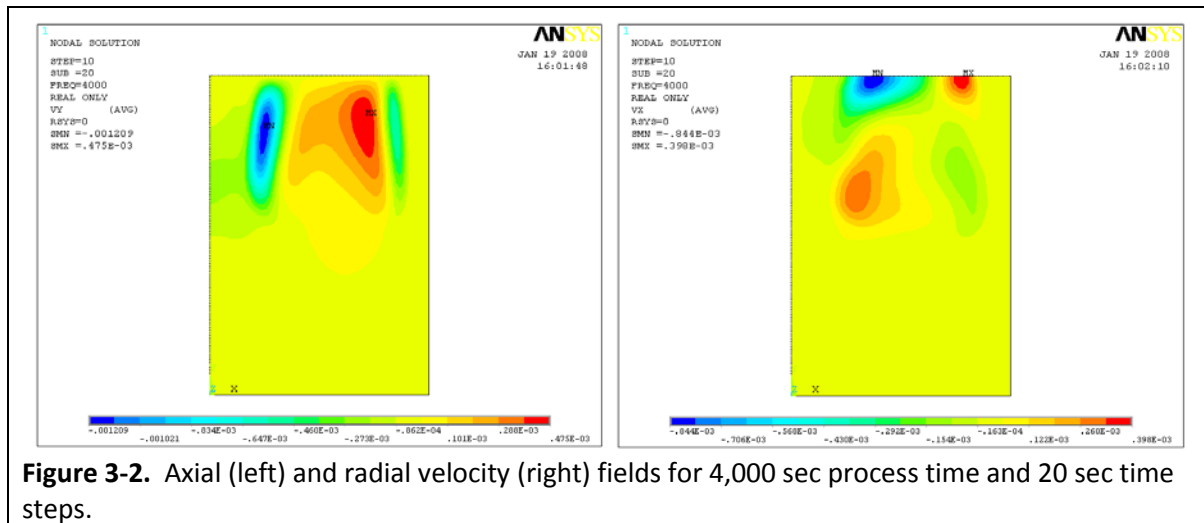 1
ANSYS
NODAL SOLUTION
JAN 19 2008
16:01:48
STEP=10
SUB =20
FREQ=4000
REAL ONLY
VY (AVG)
RSYS=0
SMN =-.001209
SMX =.475E-03
MN
MX
X
-.001209 -.834E-03 -.460E-03 -.862E-04 .288E-03
-.001021 -.647E-03 -.273E-03 .101E-03 .475E-03
1
ANSYS
NODAL SOLUTION
JAN 19 2008
16:02:10
STEP=10
SUB =20
FREQ=4000
REAL ONLY
VX (AVG)
RSYS=0
SMN =-.844E-03
SMX =.398E-03
MN MX
X
-.844E-03 -.568E-03 -.292E-03 -.163E-04 .260E-03
-.706E-03 -.430E-03 -.154E-03 .122E-03 .398E-03
Figure 3-2. Axial (left) and radial velocity (right) fields for 4,000 sec process time and 20 sec time
steps.